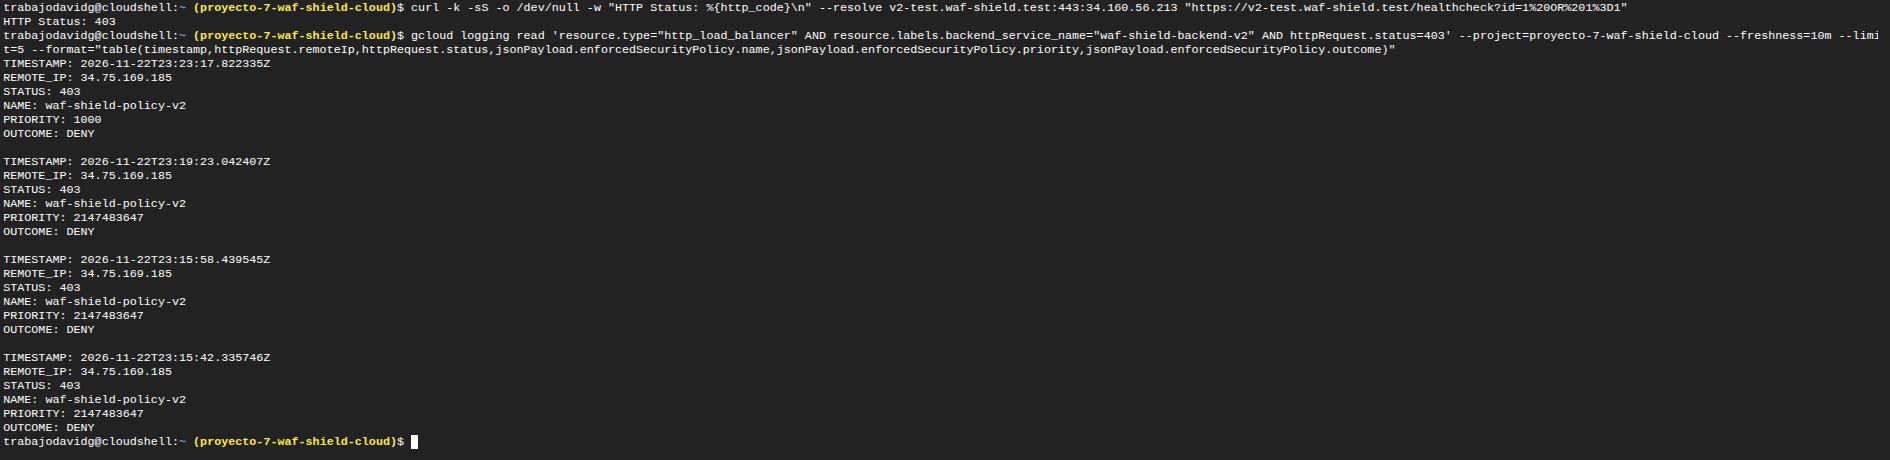 trabajodavidg@cloudshell:~ (proyecto-7-waf-shield-cloud)$ curl -k -sS -o /dev/null -w "HTTP Status: %{http_code}\n" --resolve v2-test.waf-shield.test:443:34.160.56.213 "https://v2-test.waf-shield.test/healthcheck?id=1%20OR%201%3D1"
HTTP Status: 403
trabajodavidg@cloudshell:~ (proyecto-7-waf-shield-cloud)$ gcloud logging read 'resource.type="http_load_balancer" AND resource.labels.backend_service_name="waf-shield-backend-v2" AND httpRequest.status=403' --project=proyecto-7-waf-shield-cloud --freshness=10m --limi
t=5 --format="table(timestamp,httpRequest.remoteIp,httpRequest.status,jsonPayload.enforcedSecurityPolicy.name,jsonPayload.enforcedSecurityPolicy.priority,jsonPayload.enforcedSecurityPolicy.outcome)"
TIMESTAMP: 2026-11-22T23:23:17.822335Z
REMOTE_IP: 34.75.169.185
STATUS: 403
NAME: waf-shield-policy-v2
PRIORITY: 1000
OUTCOME: DENY
TIMESTAMP: 2026-11-22T23:19:23.042407Z
REMOTE_IP: 34.75.169.185
STATUS: 403
NAME: waf-shield-policy-v2
PRIORITY: 2147483647
OUTCOME: DENY
TIMESTAMP: 2026-11-22T23:15:58.439545Z
REMOTE_IP: 34.75.169.185
STATUS: 403
NAME: waf-shield-policy-v2
PRIORITY: 2147483647
OUTCOME: DENY
TIMESTAMP: 2026-11-22T23:15:42.335746Z
REMOTE_IP: 34.75.169.185
STATUS: 403
NAME: waf-shield-policy-v2
PRIORITY: 2147483647
OUTCOME: DENY
trabajodavidg@cloudshell:~ (proyecto-7-waf-shield-cloud)$